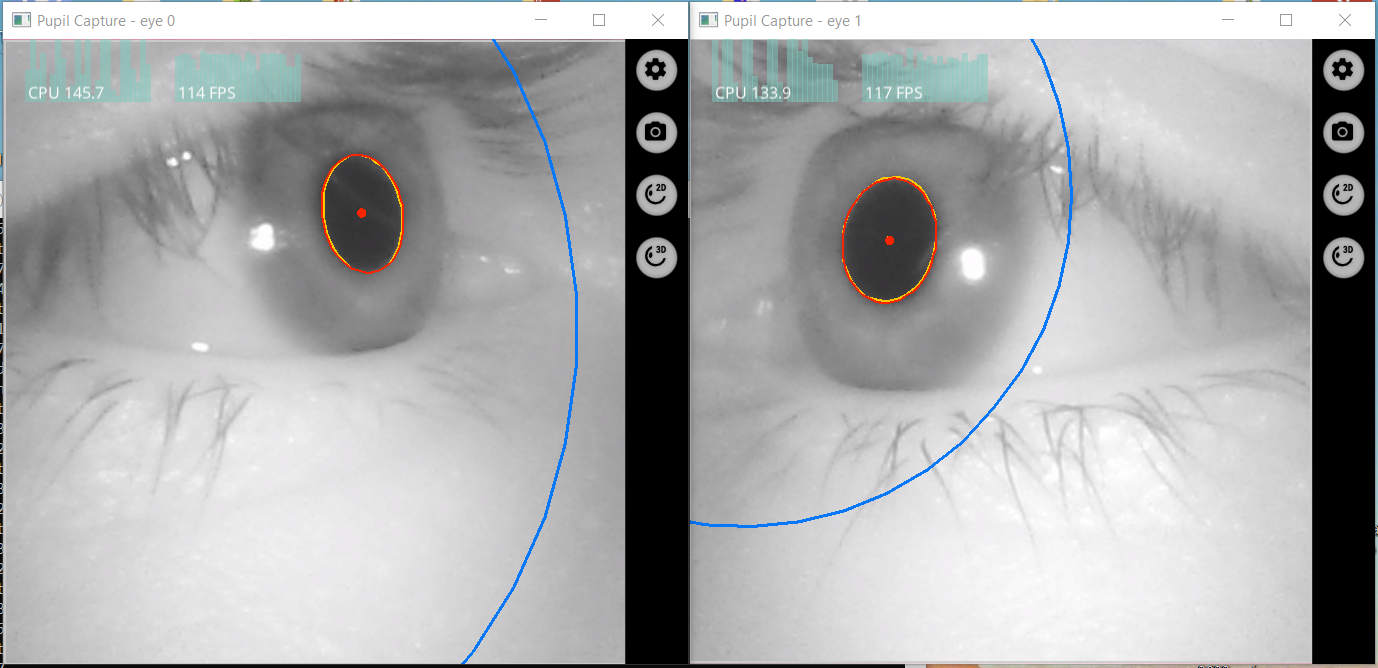 Pupil Capture - eye 0
CPU 145.7
114 FPS
2D
3D
Pupil Capture - eye 1
CPU 133.9
117 FPS
2D
3D